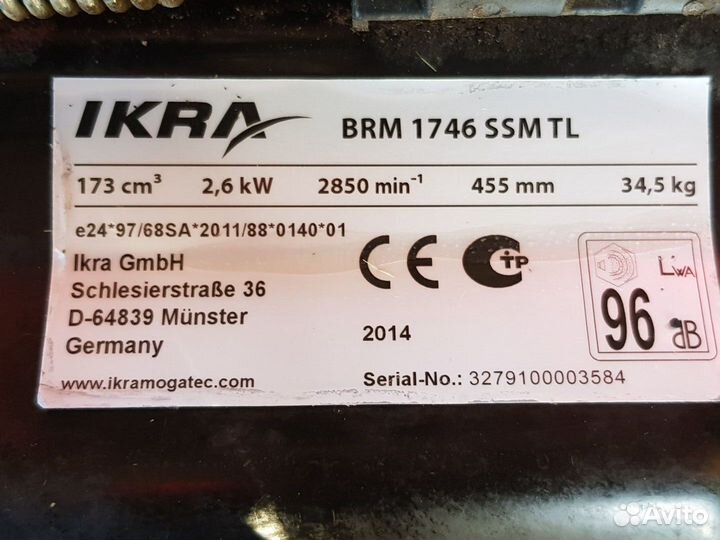 IKRA
BRM 1746 SSM TL
173 cm³ 2,6 kW 2850 min⁻¹ 455 mm 34,5 kg
e24*97/68SA*2011/88*0140*01
Ikra GmbH
Schlesierstraße 36
D-64839 Münster
Germany
www.ikramogatec.com
CE
C TP
2014
Serial-No.: 3279100003584
LWA
96 dB
Avito